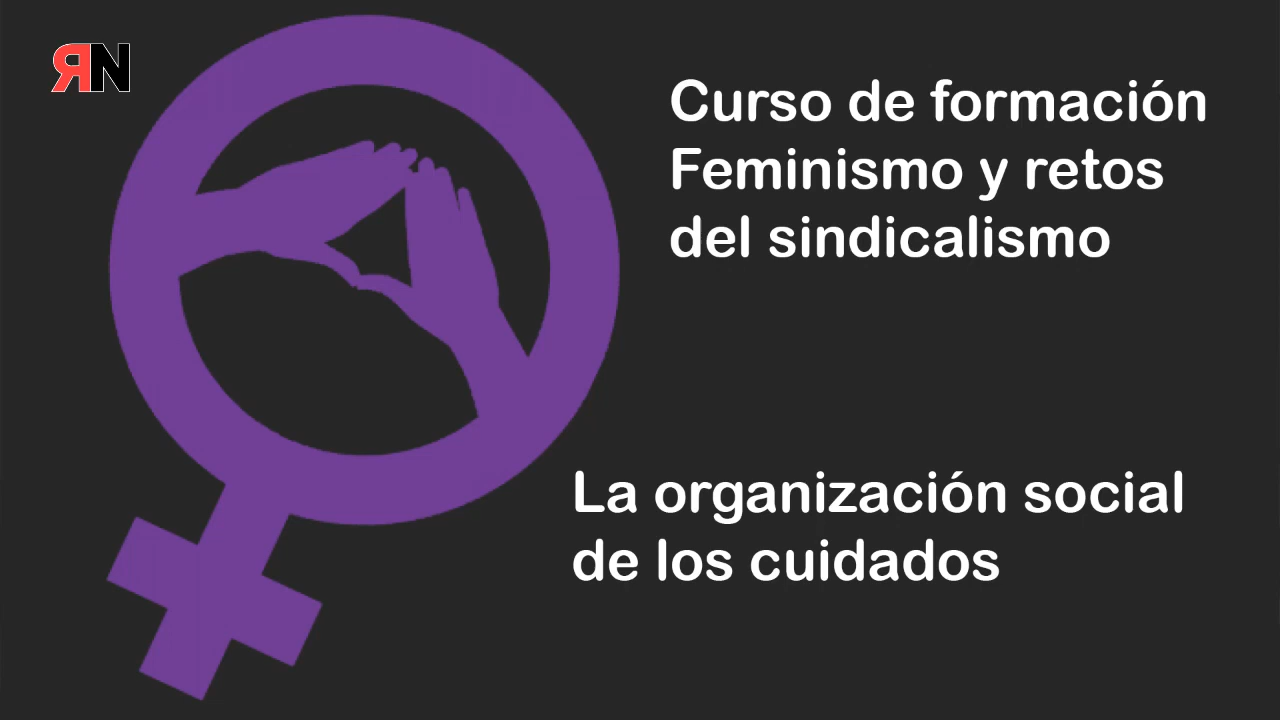 ЯN
Curso de formación
Feminismo y retos
del sindicalismo
La organización social
de los cuidados